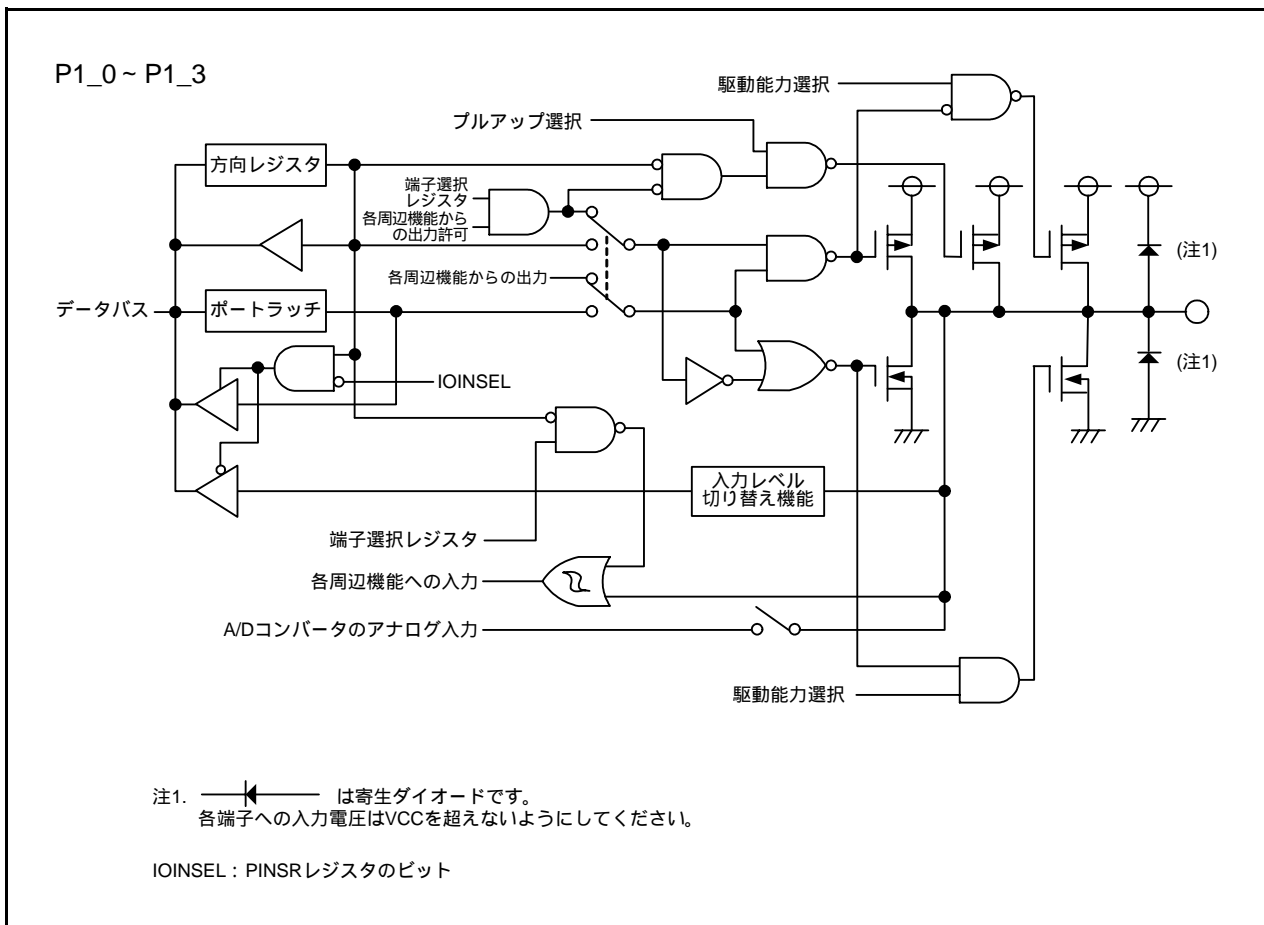 P1_0 ~ P1_3
駆動能力選択
プルアップ選択
方向レジスタ
端子選択
レジスタ
各周辺機能から
の出力許可
(注1)
各周辺機能からの出力
データバス
ポートラッチ
(注1)
IOINSEL
入力レベル
切り替え機能
端子選択レジスタ
各周辺機能への入力
A/Dコンバータのアナログ入力
駆動能力選択
注1. は寄生ダイオードです。
各端子への入力電圧はVCCを超えないようにしてください。
IOINSEL：PINSRレジスタのビット